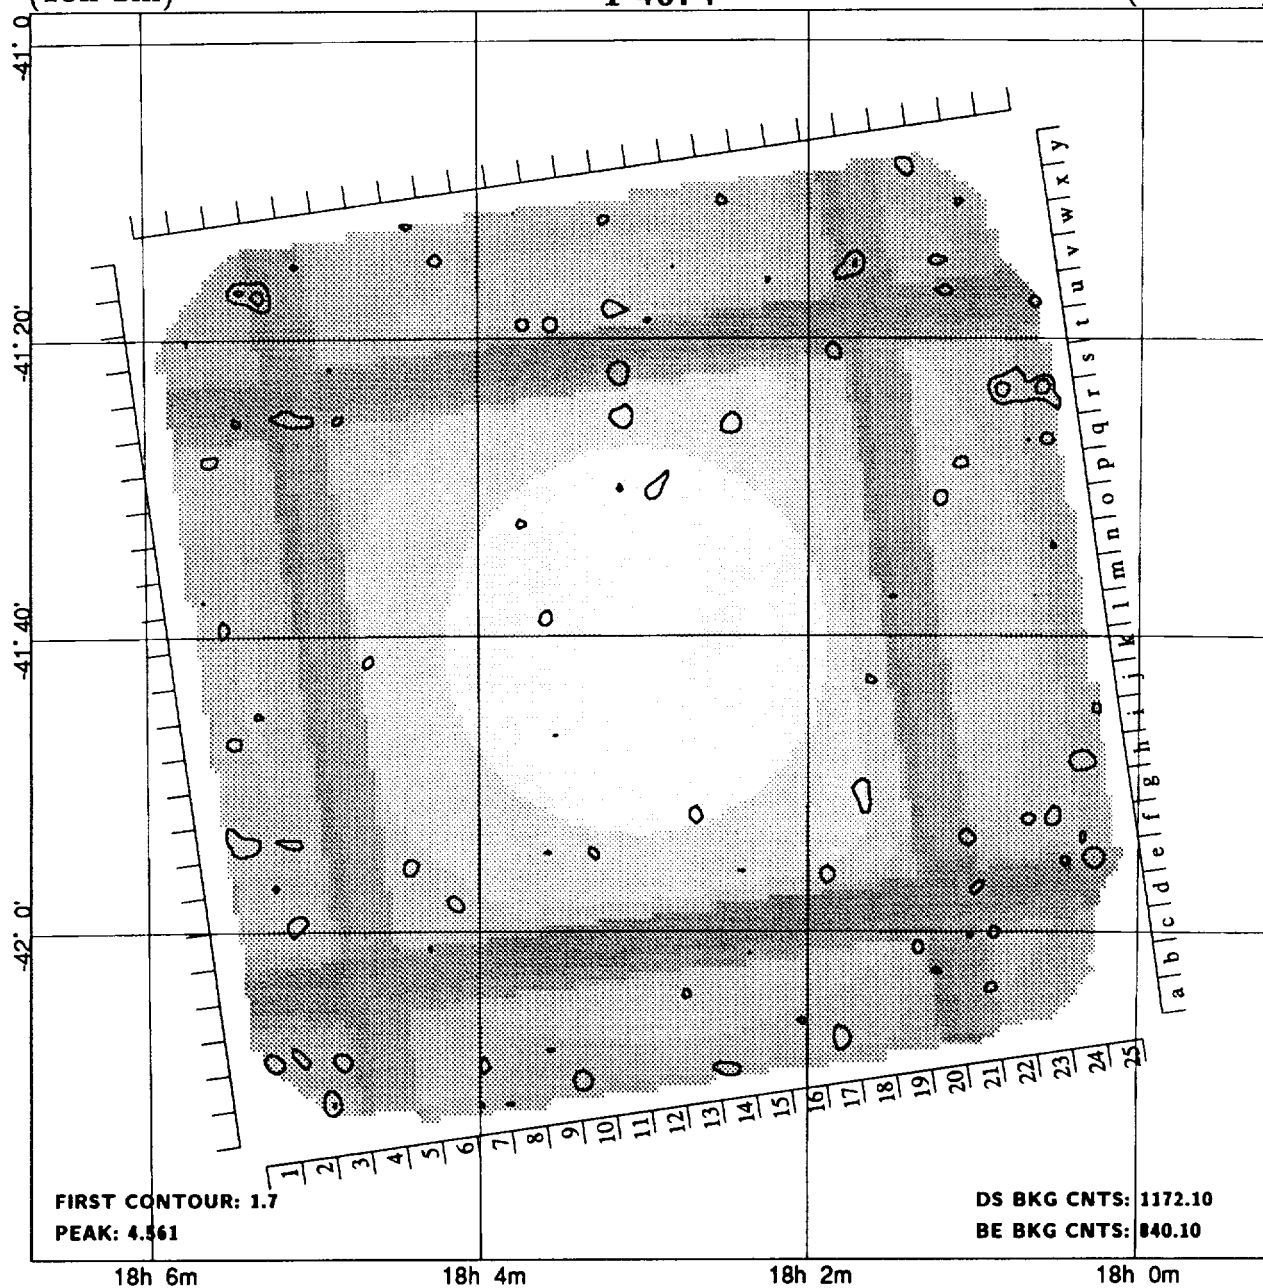 -41° 0
-41° 20'
-41° 40'
-42° 0'
y
x
w
v
u
t
s
r
q
p
o
n
m
l
k
j
i
h
g
f
e
d
c
b
a
1 2 3 4 5 6 7 8 9 10 11 12 13 14 15 16 17 18 19 20 21 22 23 24 25
FIRST CONTOUR: 1.7 DS BKG CNTS: 1172.10
PEAK: 4.561 BE BKG CNTS: 840.10
18h 6m 18h 4m 18h 2m 18h 0m